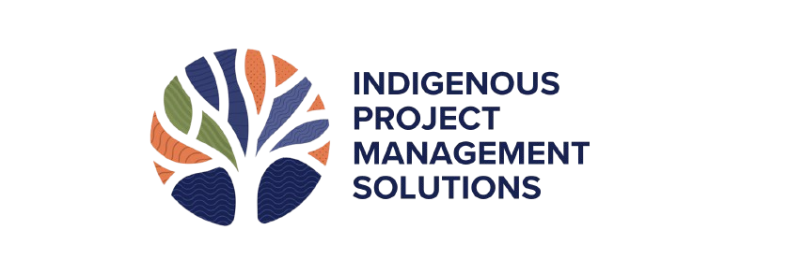 INDIGENOUS
PROJECT
MANAGEMENT
SOLUTIONS